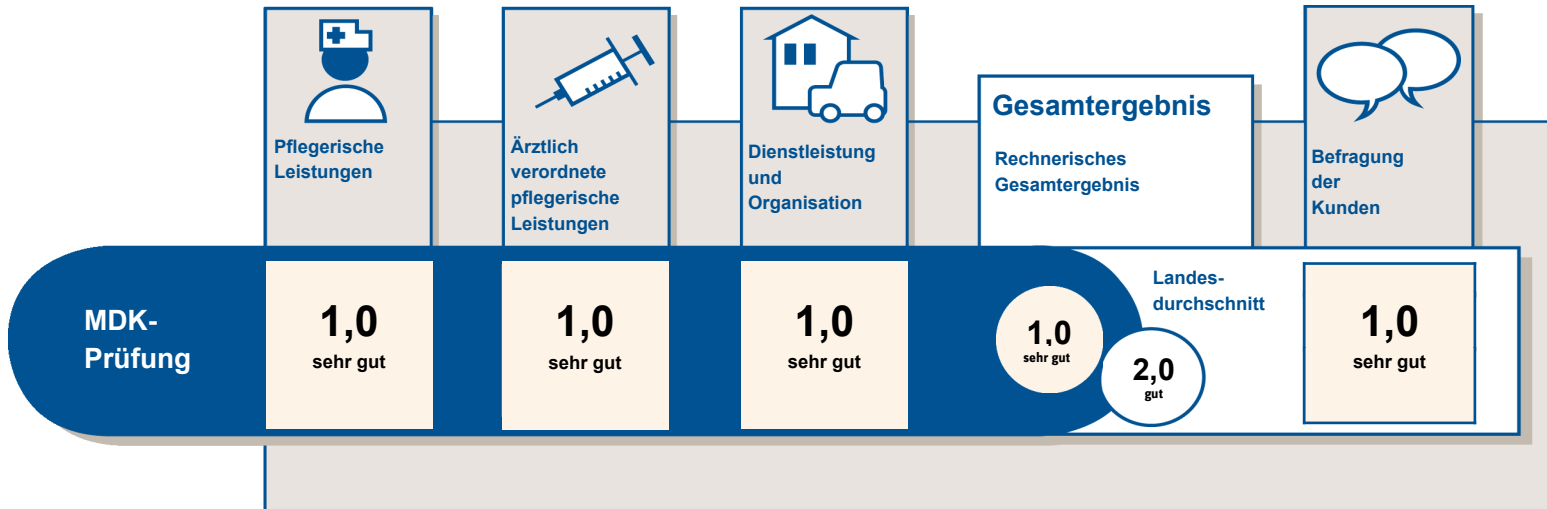 Pflegerische
Leistungen
Ärztlich
verordnete
pflegerische
Leistungen
Dienstleistung
und
Organisation
Gesamtergebnis
Rechnerisches
Gesamtergebnis
Befragung
der
Kunden
MDK-
Prüfung
1,0
sehr gut
1,0
sehr gut
1,0
sehr gut
1,0
sehr gut
Landes-
durchschnitt
2,0
gut
1,0
sehr gut